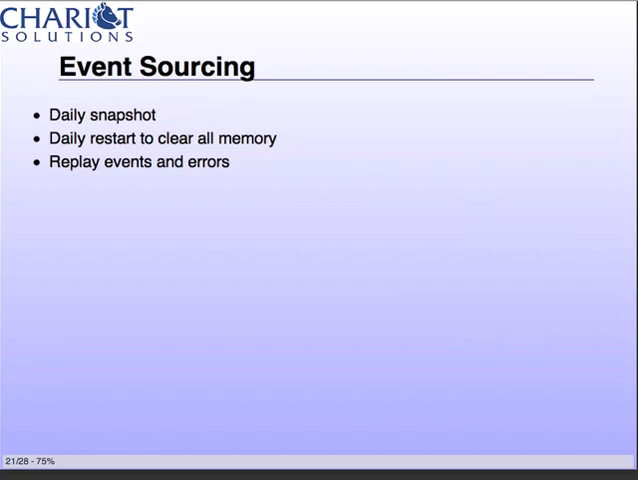 CHARIOT
SOLUTIONS
Event Sourcing
• Daily snapshot
• Daily restart to clear all memory
• Replay events and errors
21/28 - 75%